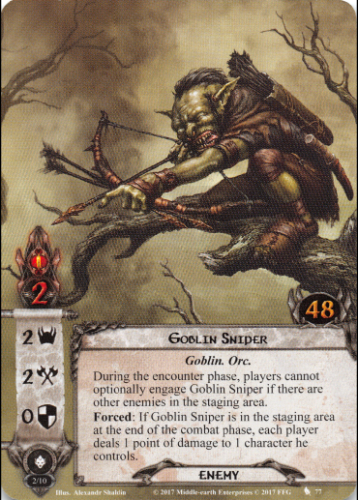 2
48
2
2
0
2/10
Goblin Sniper
Goblin. Orc.
During the encounter phase, players cannot
optionally engage Goblin Sniper if there are
other enemies in the staging area.
Forced: If Goblin Sniper is in the staging area
at the end of the combat phase, each player
deals 1 point of damage to 1 character he
controls.
ENEMY
Illus. Alexandr Shaldin © 2017 Middle-earth Enterprises © 2017 FFG 77